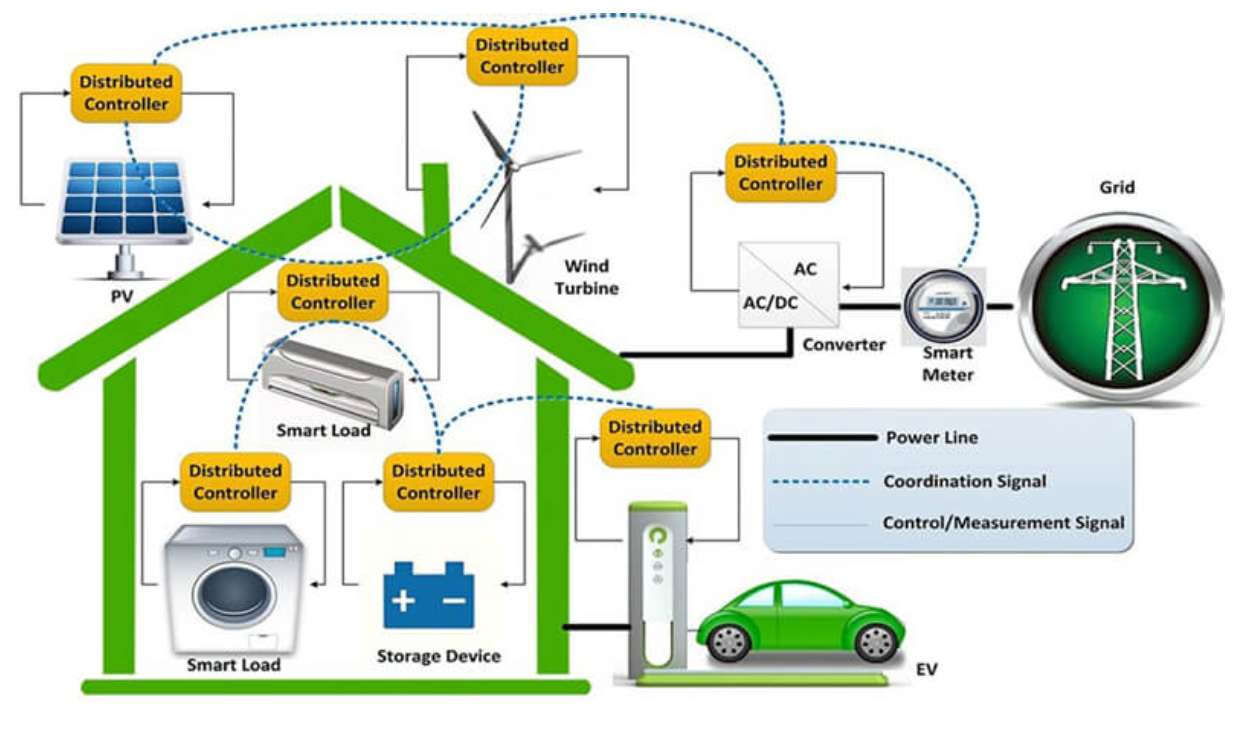 Distributed
Controller
Distributed
Controller
Distributed
Controller
Grid
PV
Wind
Turbine
AC
AC/DC
Converter
Smart
Meter
Distributed
Controller
Smart Load
Distributed
Controller
Distributed
Controller
Distributed
Controller
Smart Load
+ −
Storage Device
EV
Power Line
Coordination Signal
Control/Measurement Signal